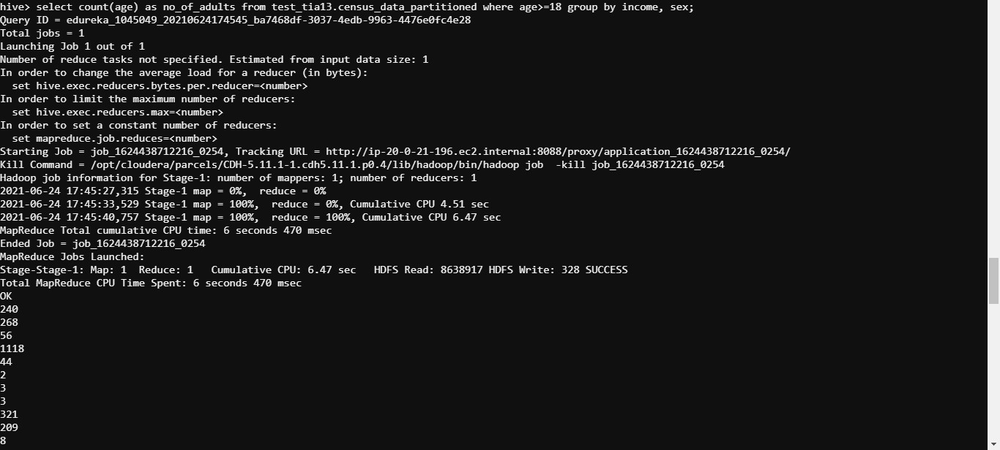 hive> select count(age) as no_of_adults from test_tia13.census_data_partitioned where age>=18 group by income, sex;
Query ID = edureka_1045049_20210624174545_ba7468df-3037-4edb-9963-4476e0fc4e28
Total jobs = 1
Launching Job 1 out of 1
Number of reduce tasks not specified. Estimated from input data size: 1
In order to change the average load for a reducer (in bytes):
  set hive.exec.reducers.bytes.per.reducer=<number>
In order to limit the maximum number of reducers:
  set hive.exec.reducers.max=<number>
In order to set a constant number of reducers:
  set mapreduce.job.reduces=<number>
Starting Job = job_1624438712216_0254, Tracking URL = http://ip-20-0-21-196.ec2.internal:8088/proxy/application_1624438712216_0254/
Kill Command = /opt/cloudera/parcels/CDH-5.11.1-1.cdh5.11.1.p0.4/lib/hadoop/bin/hadoop job  -kill job_1624438712216_0254
Hadoop job information for Stage-1: number of mappers: 1; number of reducers: 1
2021-06-24 17:45:27,315 Stage-1 map = 0%,  reduce = 0%
2021-06-24 17:45:33,529 Stage-1 map = 100%,  reduce = 0%, Cumulative CPU 4.51 sec
2021-06-24 17:45:40,757 Stage-1 map = 100%,  reduce = 100%, Cumulative CPU 6.47 sec
MapReduce Total cumulative CPU time: 6 seconds 470 msec
Ended Job = job_1624438712216_0254
MapReduce Jobs Launched:
Stage-Stage-1: Map: 1  Reduce: 1   Cumulative CPU: 6.47 sec   HDFS Read: 8638917 HDFS Write: 328 SUCCESS
Total MapReduce CPU Time Spent: 6 seconds 470 msec
OK
240
268
56
1118
44
2
3
3
321
209
8